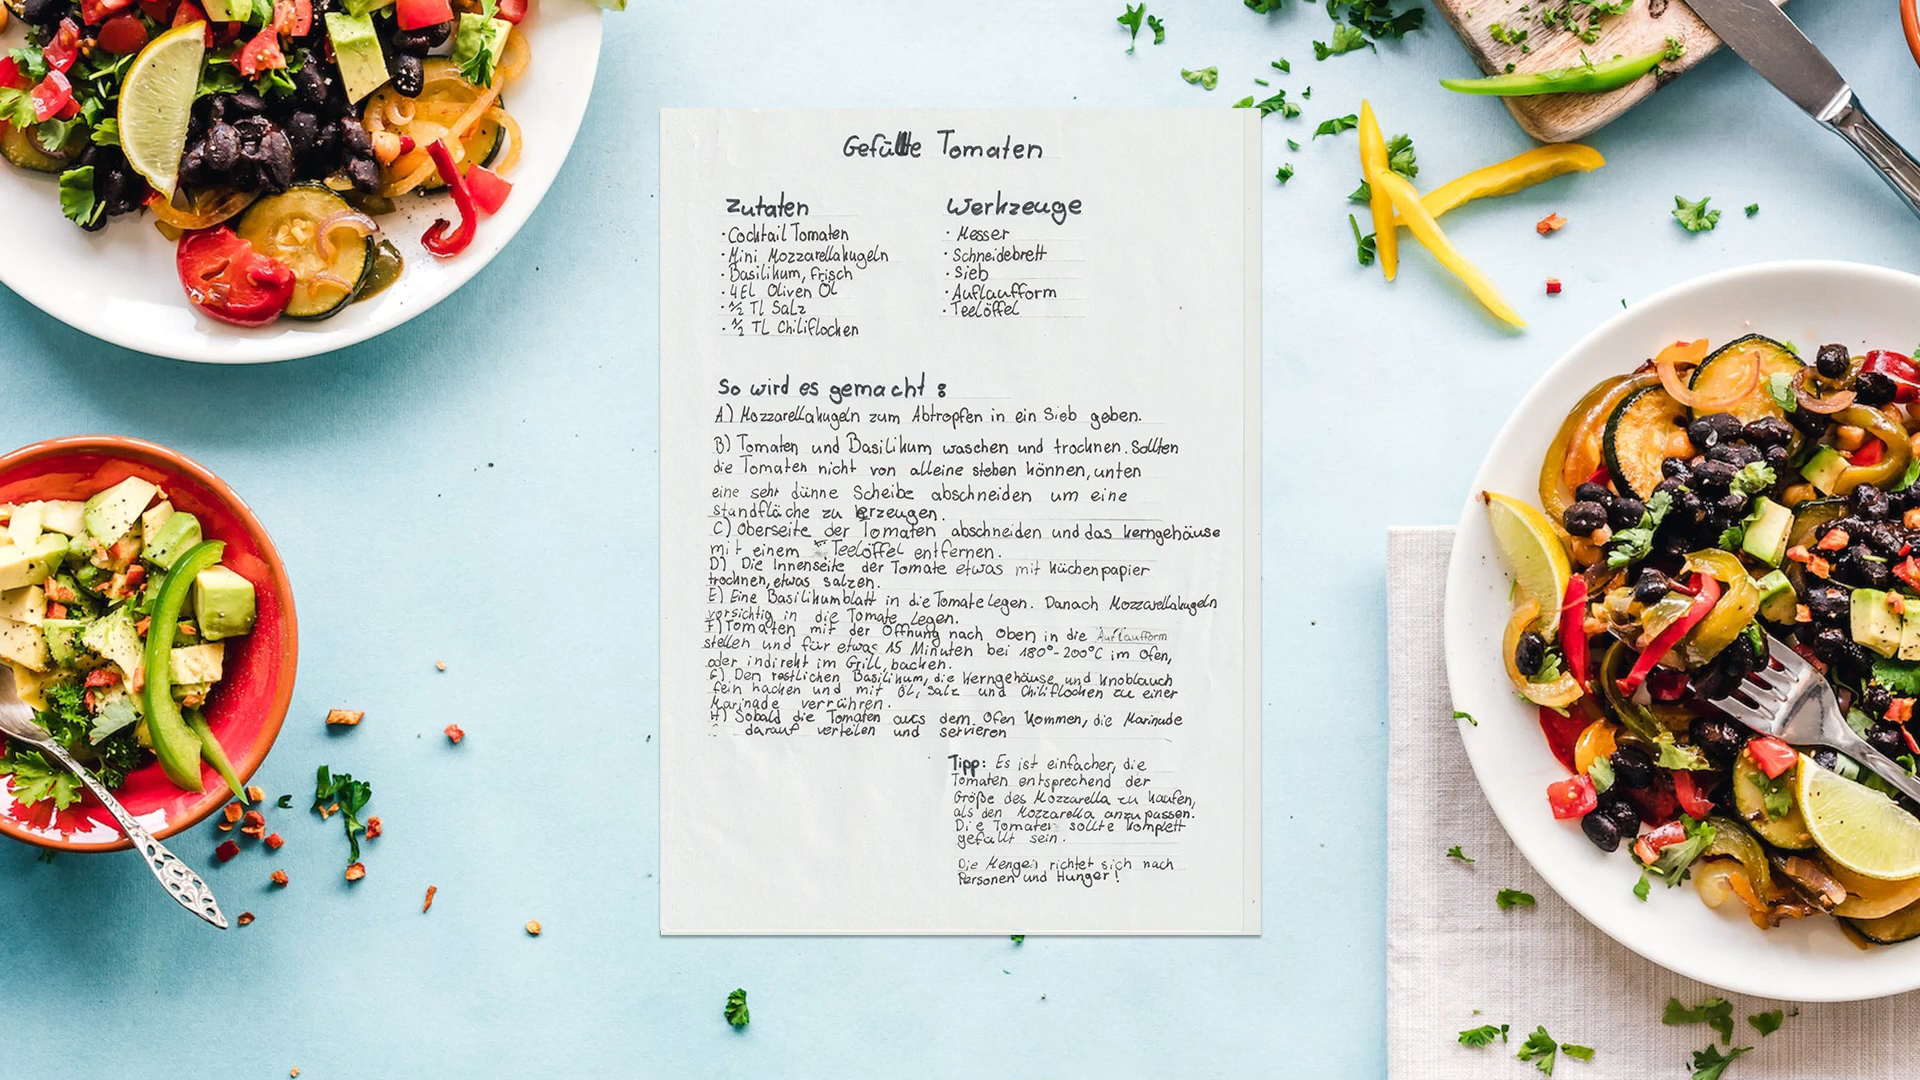 Gefüllte Tomaten
Zutaten
· Cocktail Tomaten
· Mini Mozzarellakugeln
· Basilikum, frisch
· 4 EL Oliven Öl
· 1/2 TL Salz
· 1/2 TL Chiliflocken
Werkzeuge
· Messer
· Schneidebrett
· Sieb
· Auflaufform
· Teelöffel
So wird es gemacht:
A) Mozzarellakugeln zum Abtropfen in ein Sieb geben.
B) Tomaten und Basilikum waschen und trocknen. Sollten
die Tomaten nicht von alleine stehen können, unten
eine sehr dünne Scheibe abschneiden um eine
standfläche zu erzeugen.
C) Oberseite der Tomaten abschneiden und das Kerngehäuse
mit einem Teelöffel entfernen.
D) Die Innenseite der Tomate etwas mit Küchenpapier
trocknen, etwas salzen.
E) Eine Basilikumblatt in die Tomate legen. Danach Mozzarellakugeln
vorsichtig in die Tomate legen.
F) Tomaten mit der Öffnung nach oben in die Auflaufform
stellen und für etwas 15 Minuten bei 180°-200°C im Ofen,
oder indirekt im Grill, backen.
G) Den restlichen Basilikum, die Kerngehäuse und Knoblauch
fein hacken und mit Öl, Salz und Chiliflocken zu einer
Marinade verrühren.
H) Sobald die Tomaten aus dem Ofen kommen, die Marinade
darauf verteilen und servieren
Tipp: Es ist einfacher, die
Tomaten entsprechend der
Größe des Mozzarella zu kaufen,
als den Mozzarella anzupassen.
Die Tomaten sollte komplett
gefüllt sein.
Die Mengen richtet sich nach
Personen und Hunger!